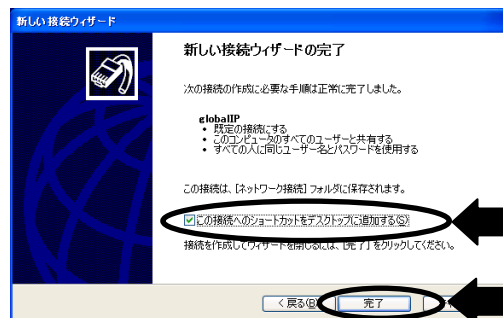 新しい接続ウィザード
新しい接続ウィザードの完了
次の接続の作成に必要な手順は正常に完了しました。
globalIP
• 既定の接続にする
• このコンピュータのすべてのユーザーと共有する
• すべての人に同じユーザー名とパスワードを使用する
この接続は、[ネットワーク接続] フォルダに保存されます。
この接続へのショートカットをデスクトップに追加する(S)
接続を作成してウィザードを閉じるには、[完了] をクリックしてください。
< 戻る(B) 完了